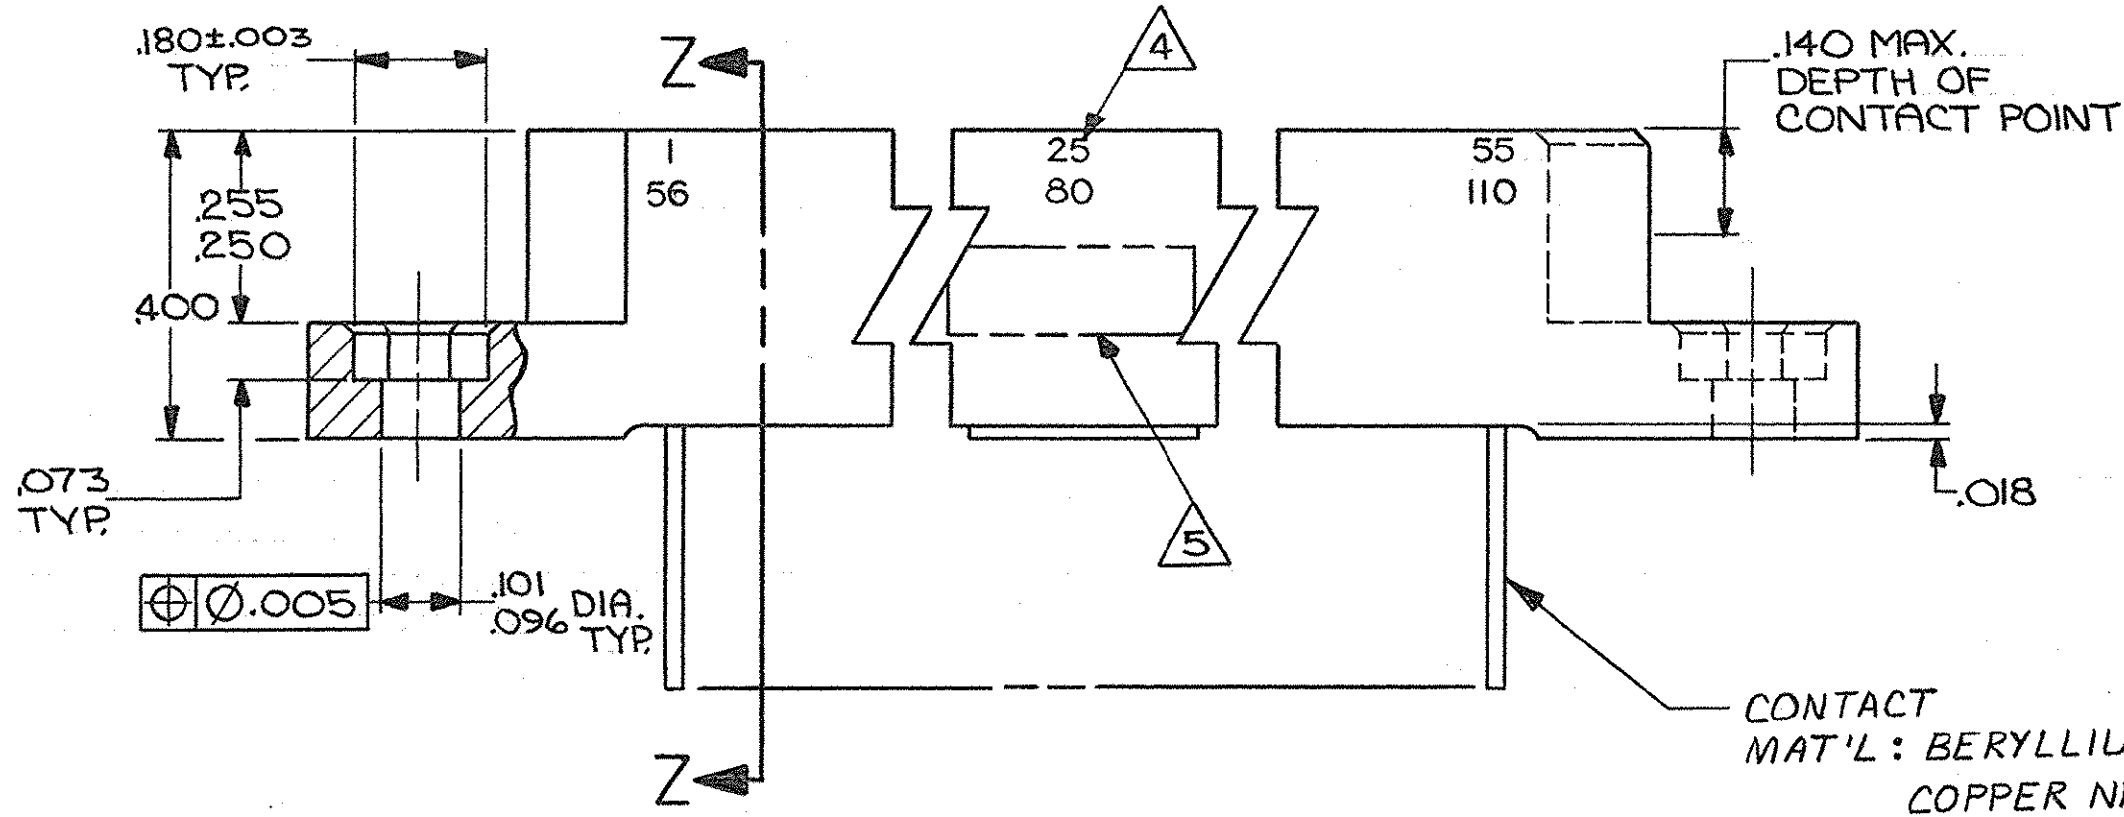 .180±.003
TYP.
Z
4
.140 MAX.
DEPTH OF
CONTACT POINT
1
56
25
80
55
110
.255
.250
.400
.073
TYP.
.018
5
⌖ Ø.005
.101
.096 DIA.
TYP.
CONTACT
MAT'L: BERYLLIU
Z
COPPER NI